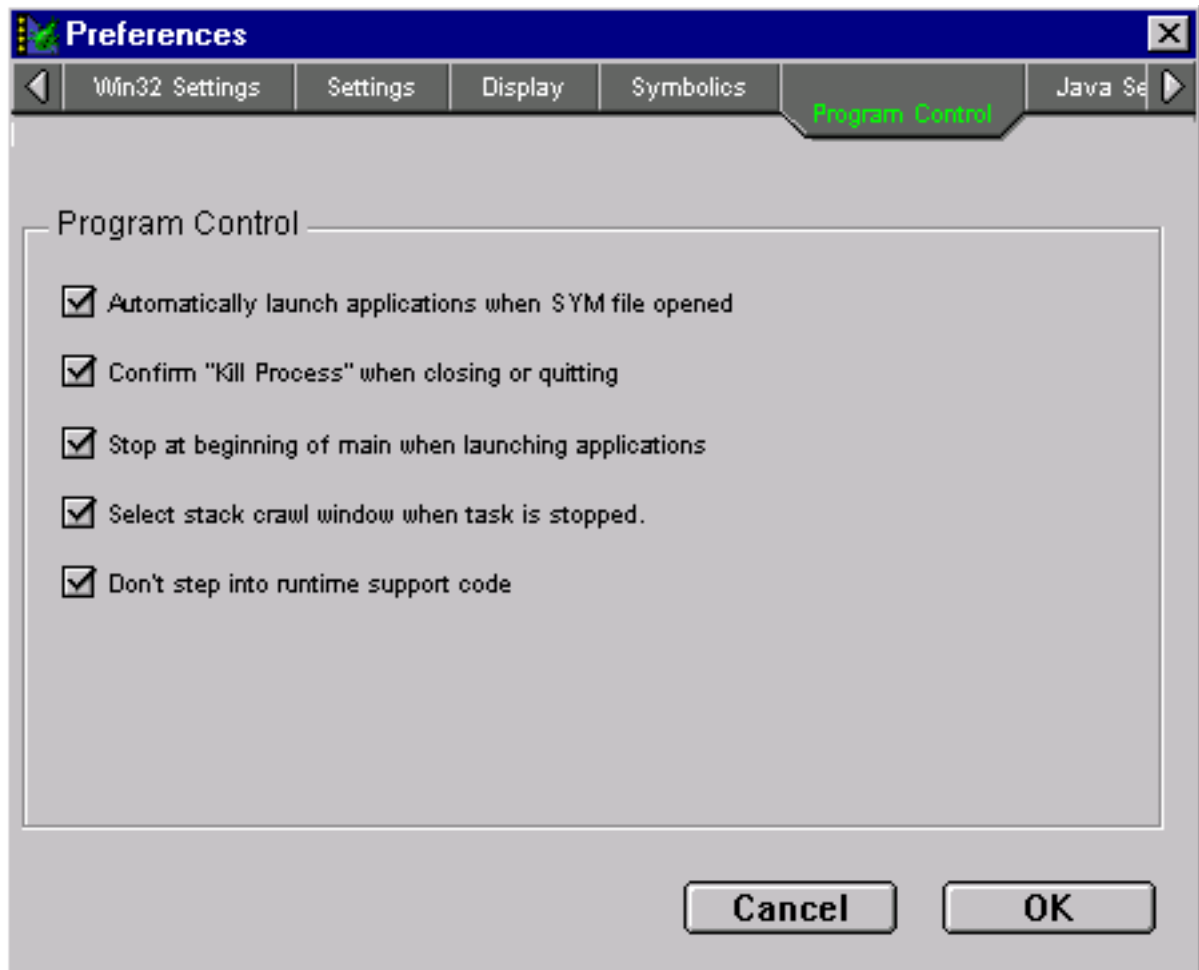 Preferences
Win32 Settings
Settings
Display
Symbolics
Program Control
Java Se
Program Control
Automatically launch applications when SYM file opened
Confirm "Kill Process" when closing or quitting
Stop at beginning of main when launching applications
Select stack crawl window when task is stopped.
Don't step into runtime support code
Cancel
OK